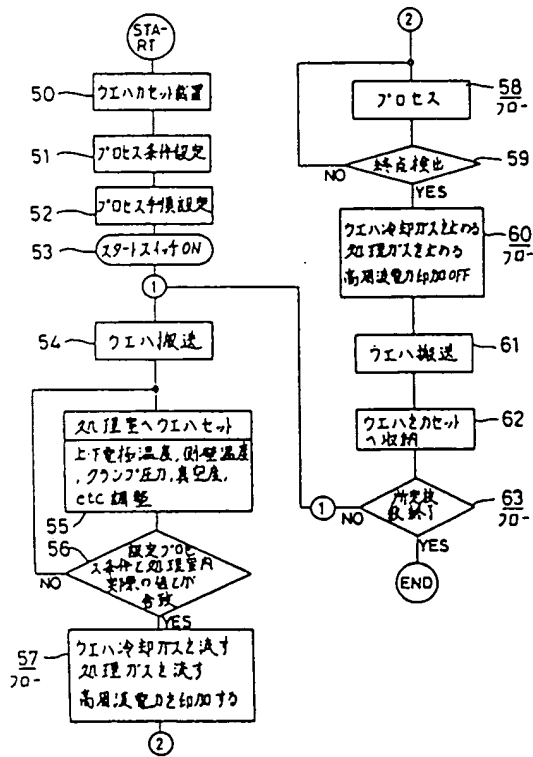 STA-
RT
50
ウエハカセット載置
51
プロセス条件設定
52
プロセス手順設定
53
スタートスイッチON
1
54
ウエハ搬送
処理室へウエハセット
上下電極温度,側壁温度
,クランプ圧力,真空度,
etc 調整
55
56
設定プロセ
ス条件と処理室内
実際の値とが
合致
NO
YES
57
フロー
ウエハ冷却ガスを流す
処理ガスを流す
高周波電力を印加する
2
2
プロセス
58
フロー
終点検出
59
NO
YES
ウエハ冷却ガスを止める
処理ガスを止める
高周波電力印加OFF
60
フロー
ウエハ搬送
61
ウエハをカセット
へ収納
62
所定枚
数終了
63
フロー
1
NO
YES
END